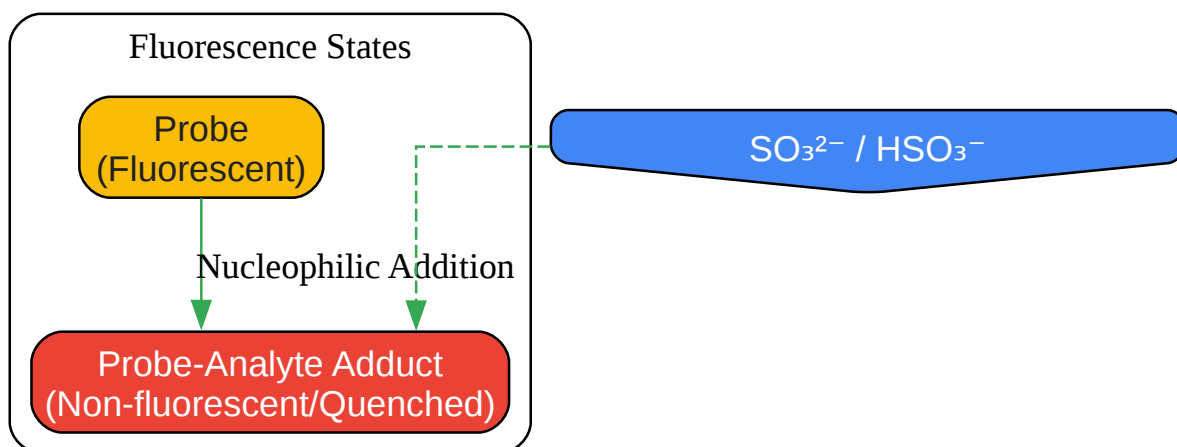 Fluorescence States
Probe
(Fluorescent)
SO₃²⁻ / HSO₃⁻
Nucleophilic Addition
Probe-Analyte Adduct
(Non-fluorescent/Quenched)